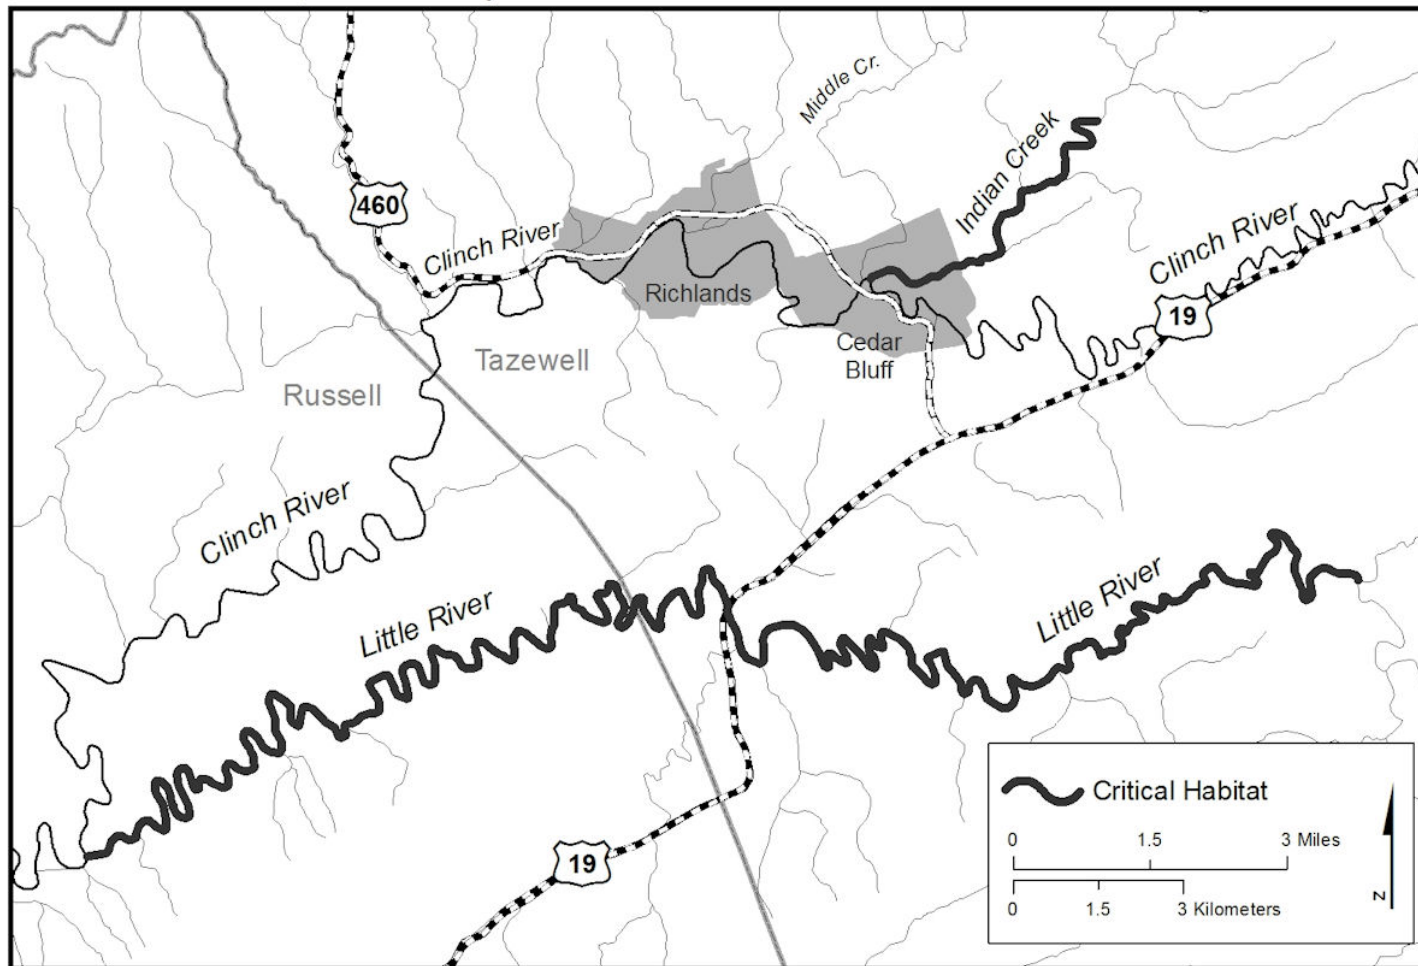 Middle Cr.
Indian Creek
460
Clinch River
Clinch River
Richlands
19
Cedar
Bluff
Tazewell
Russell
Clinch River
Little River
Little River
Critical Habitat
0 1.5 3 Miles
0 1.5 3 Kilometers
N
19